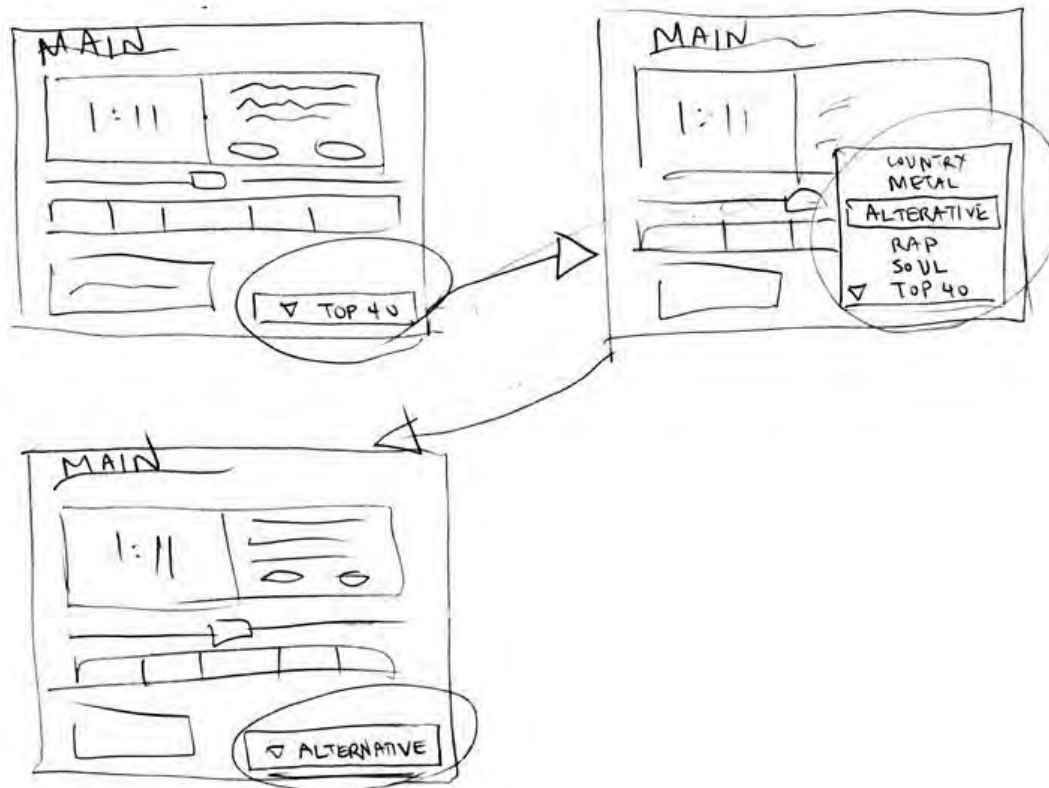 MAIN
1:11
▽ TOP 40
MAIN
1:11
COUNTRY
METAL
ALTERATIVE
RAP
SOUL
▽ TOP 40
MAIN
1:11
▽ ALTERNATIVE